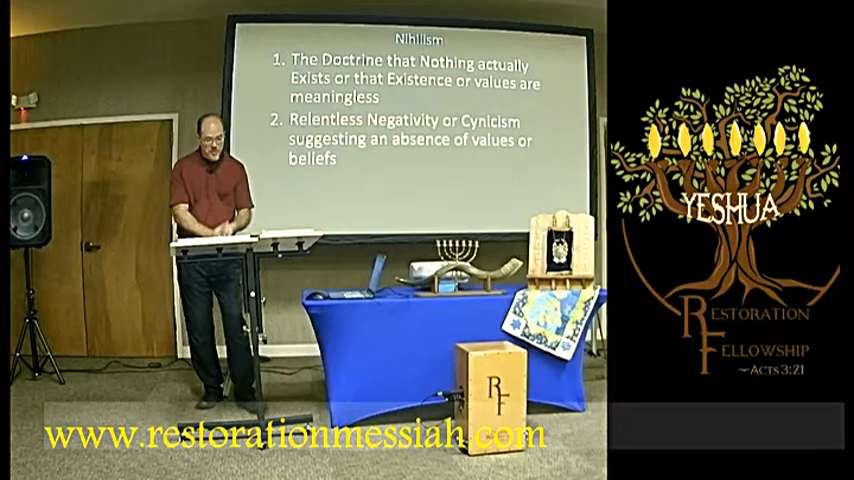 Nihilism
1. The Doctrine that Nothing actually
Exists or that Existence or values are
meaningless
2. Relentless Negativity or Cynicism
suggesting an absence of values or
beliefs
YESHUA
RESTORATION
FELLOWSHIP
~ACTS 3:21
RF
www.restorationmessiah.com